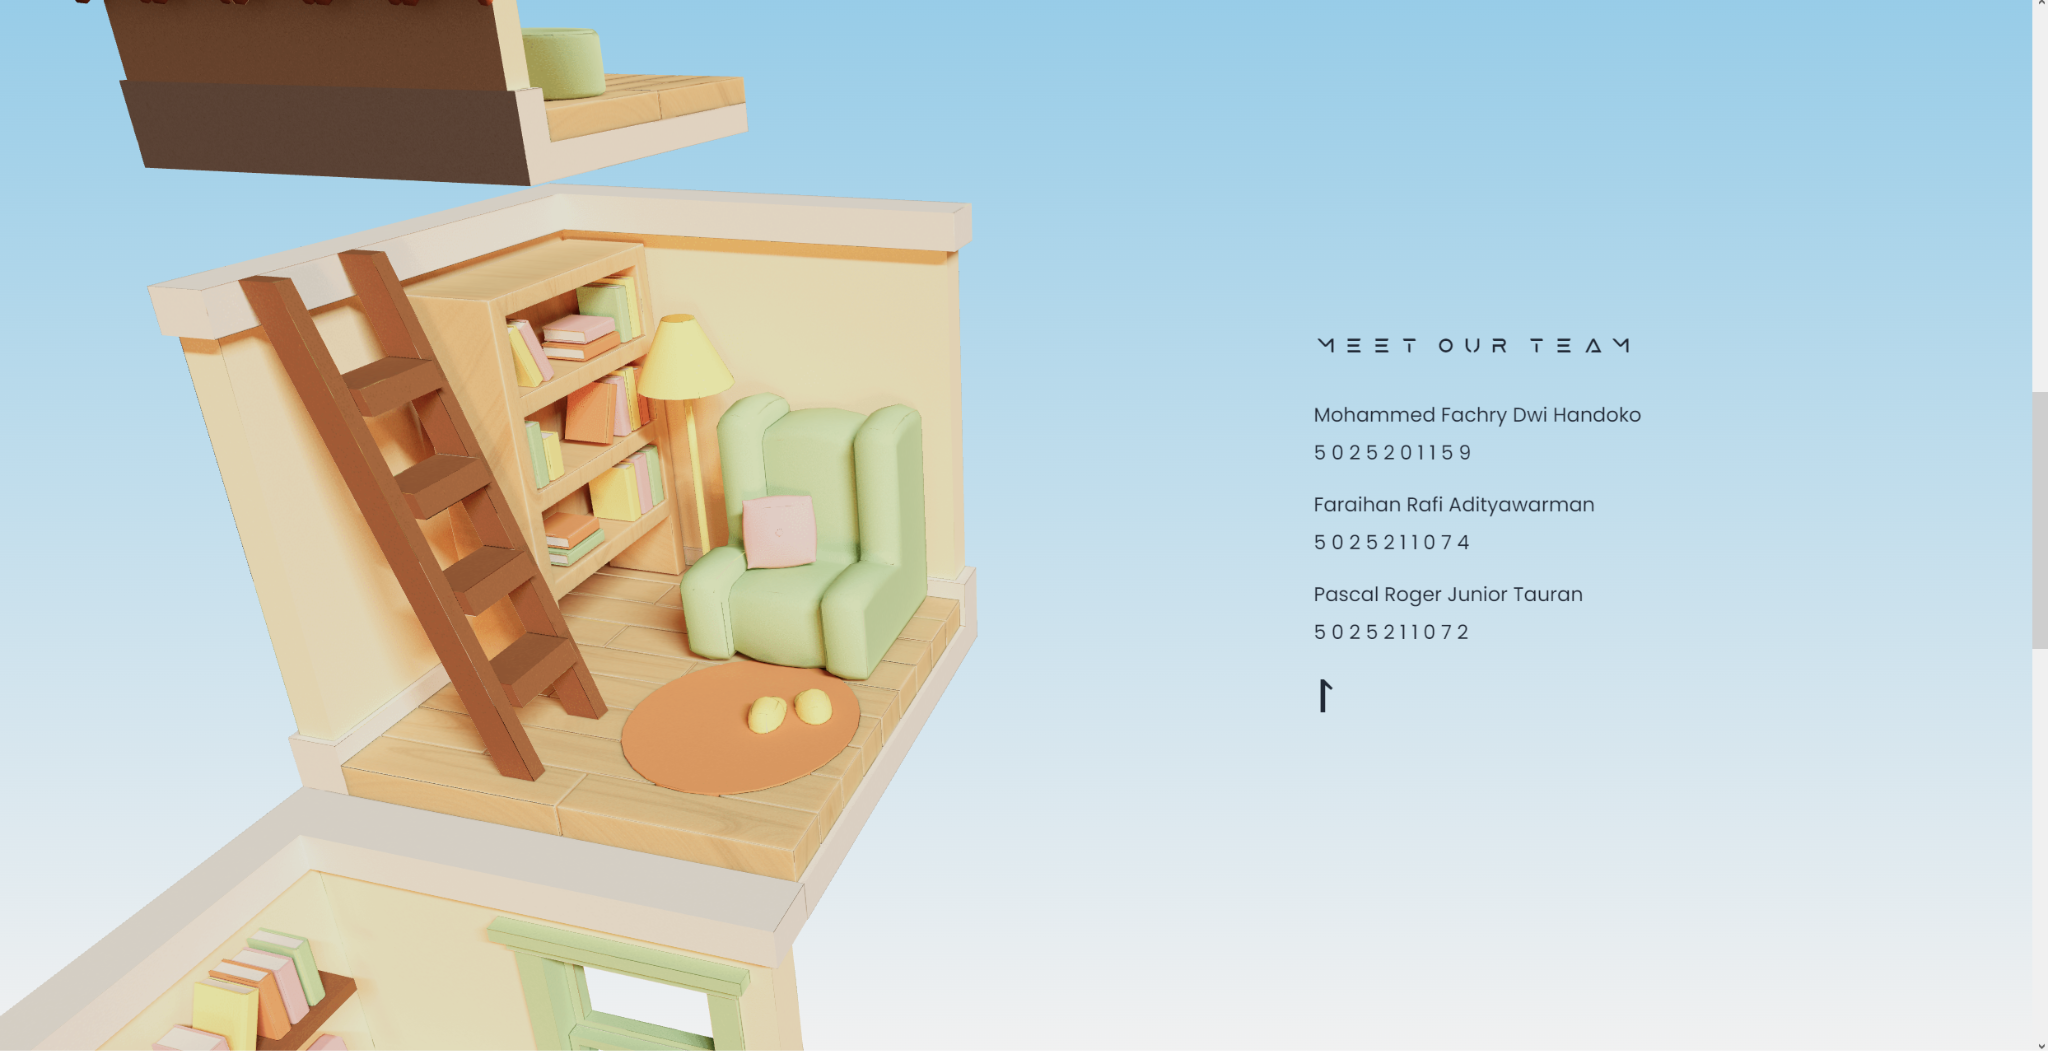 MEET OUR TEAM
Mohammed Fachry Dwi Handoko
5025201159
Faraihan Rafi Adityawarman
5025211074
Pascal Roger Junior Tauran
5025211072